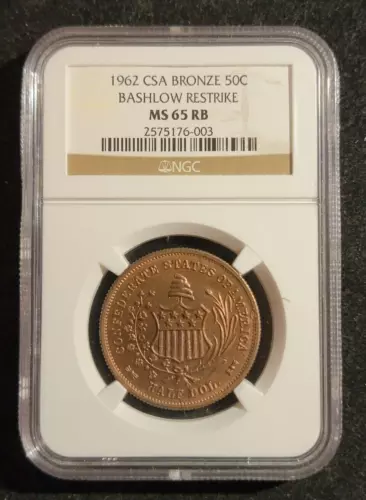 1962 CSA BRONZE 50C
BASHLOW RESTRIKE
MS 65 RB
2575176-003
NGC
CONFEDERATE STATES OF AMERICA
HALF DOL.